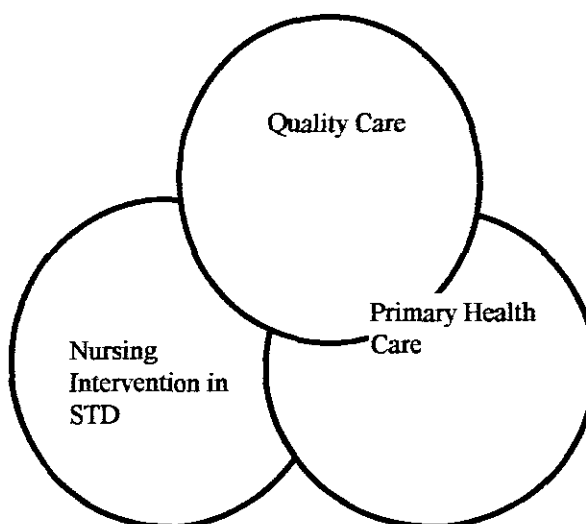 Quality Care
Primary Health
Care
Nursing
Intervention in
STD